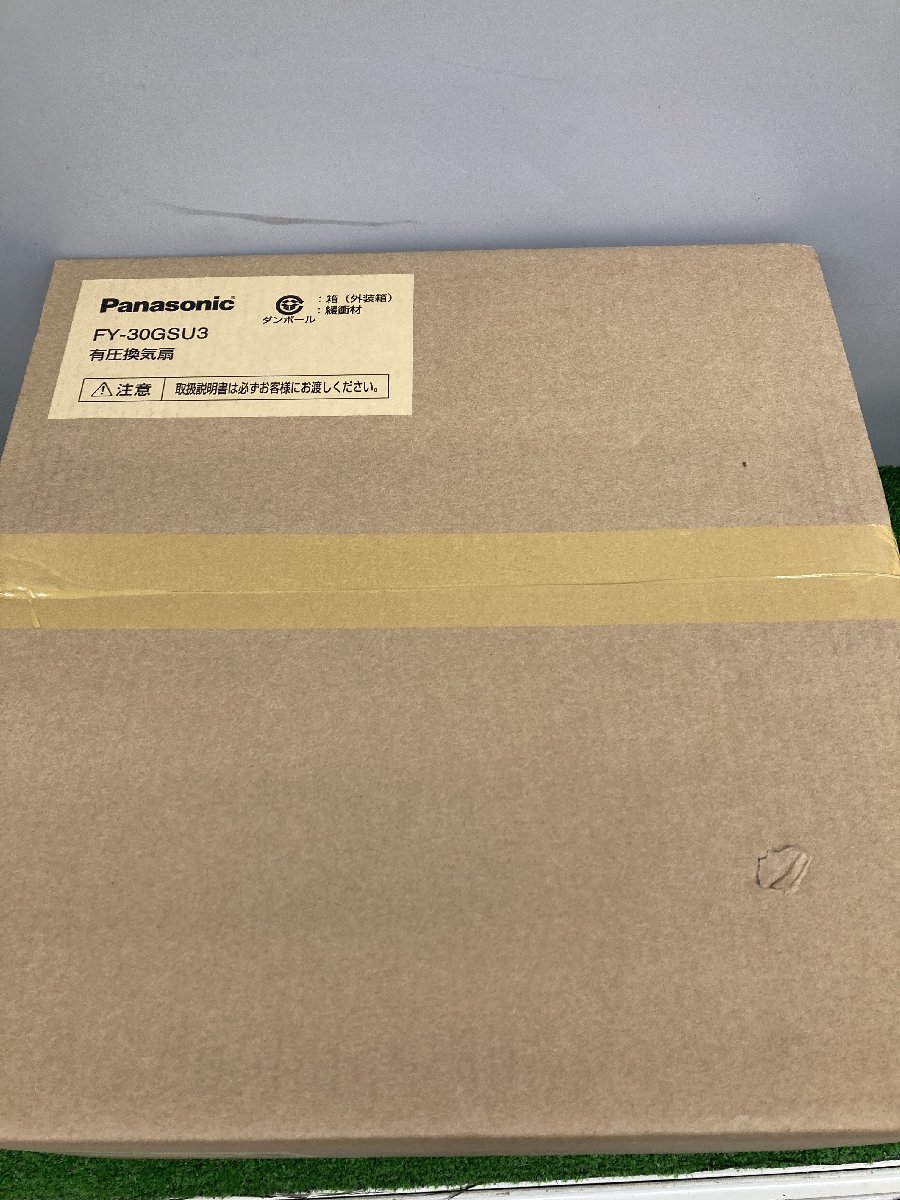 Panasonic
FY-30GSU3
有圧換気扇
ダンボール
:箱(外装箱)
:緩衝材
注意 取扱説明書は必ずお客様にお渡しください。